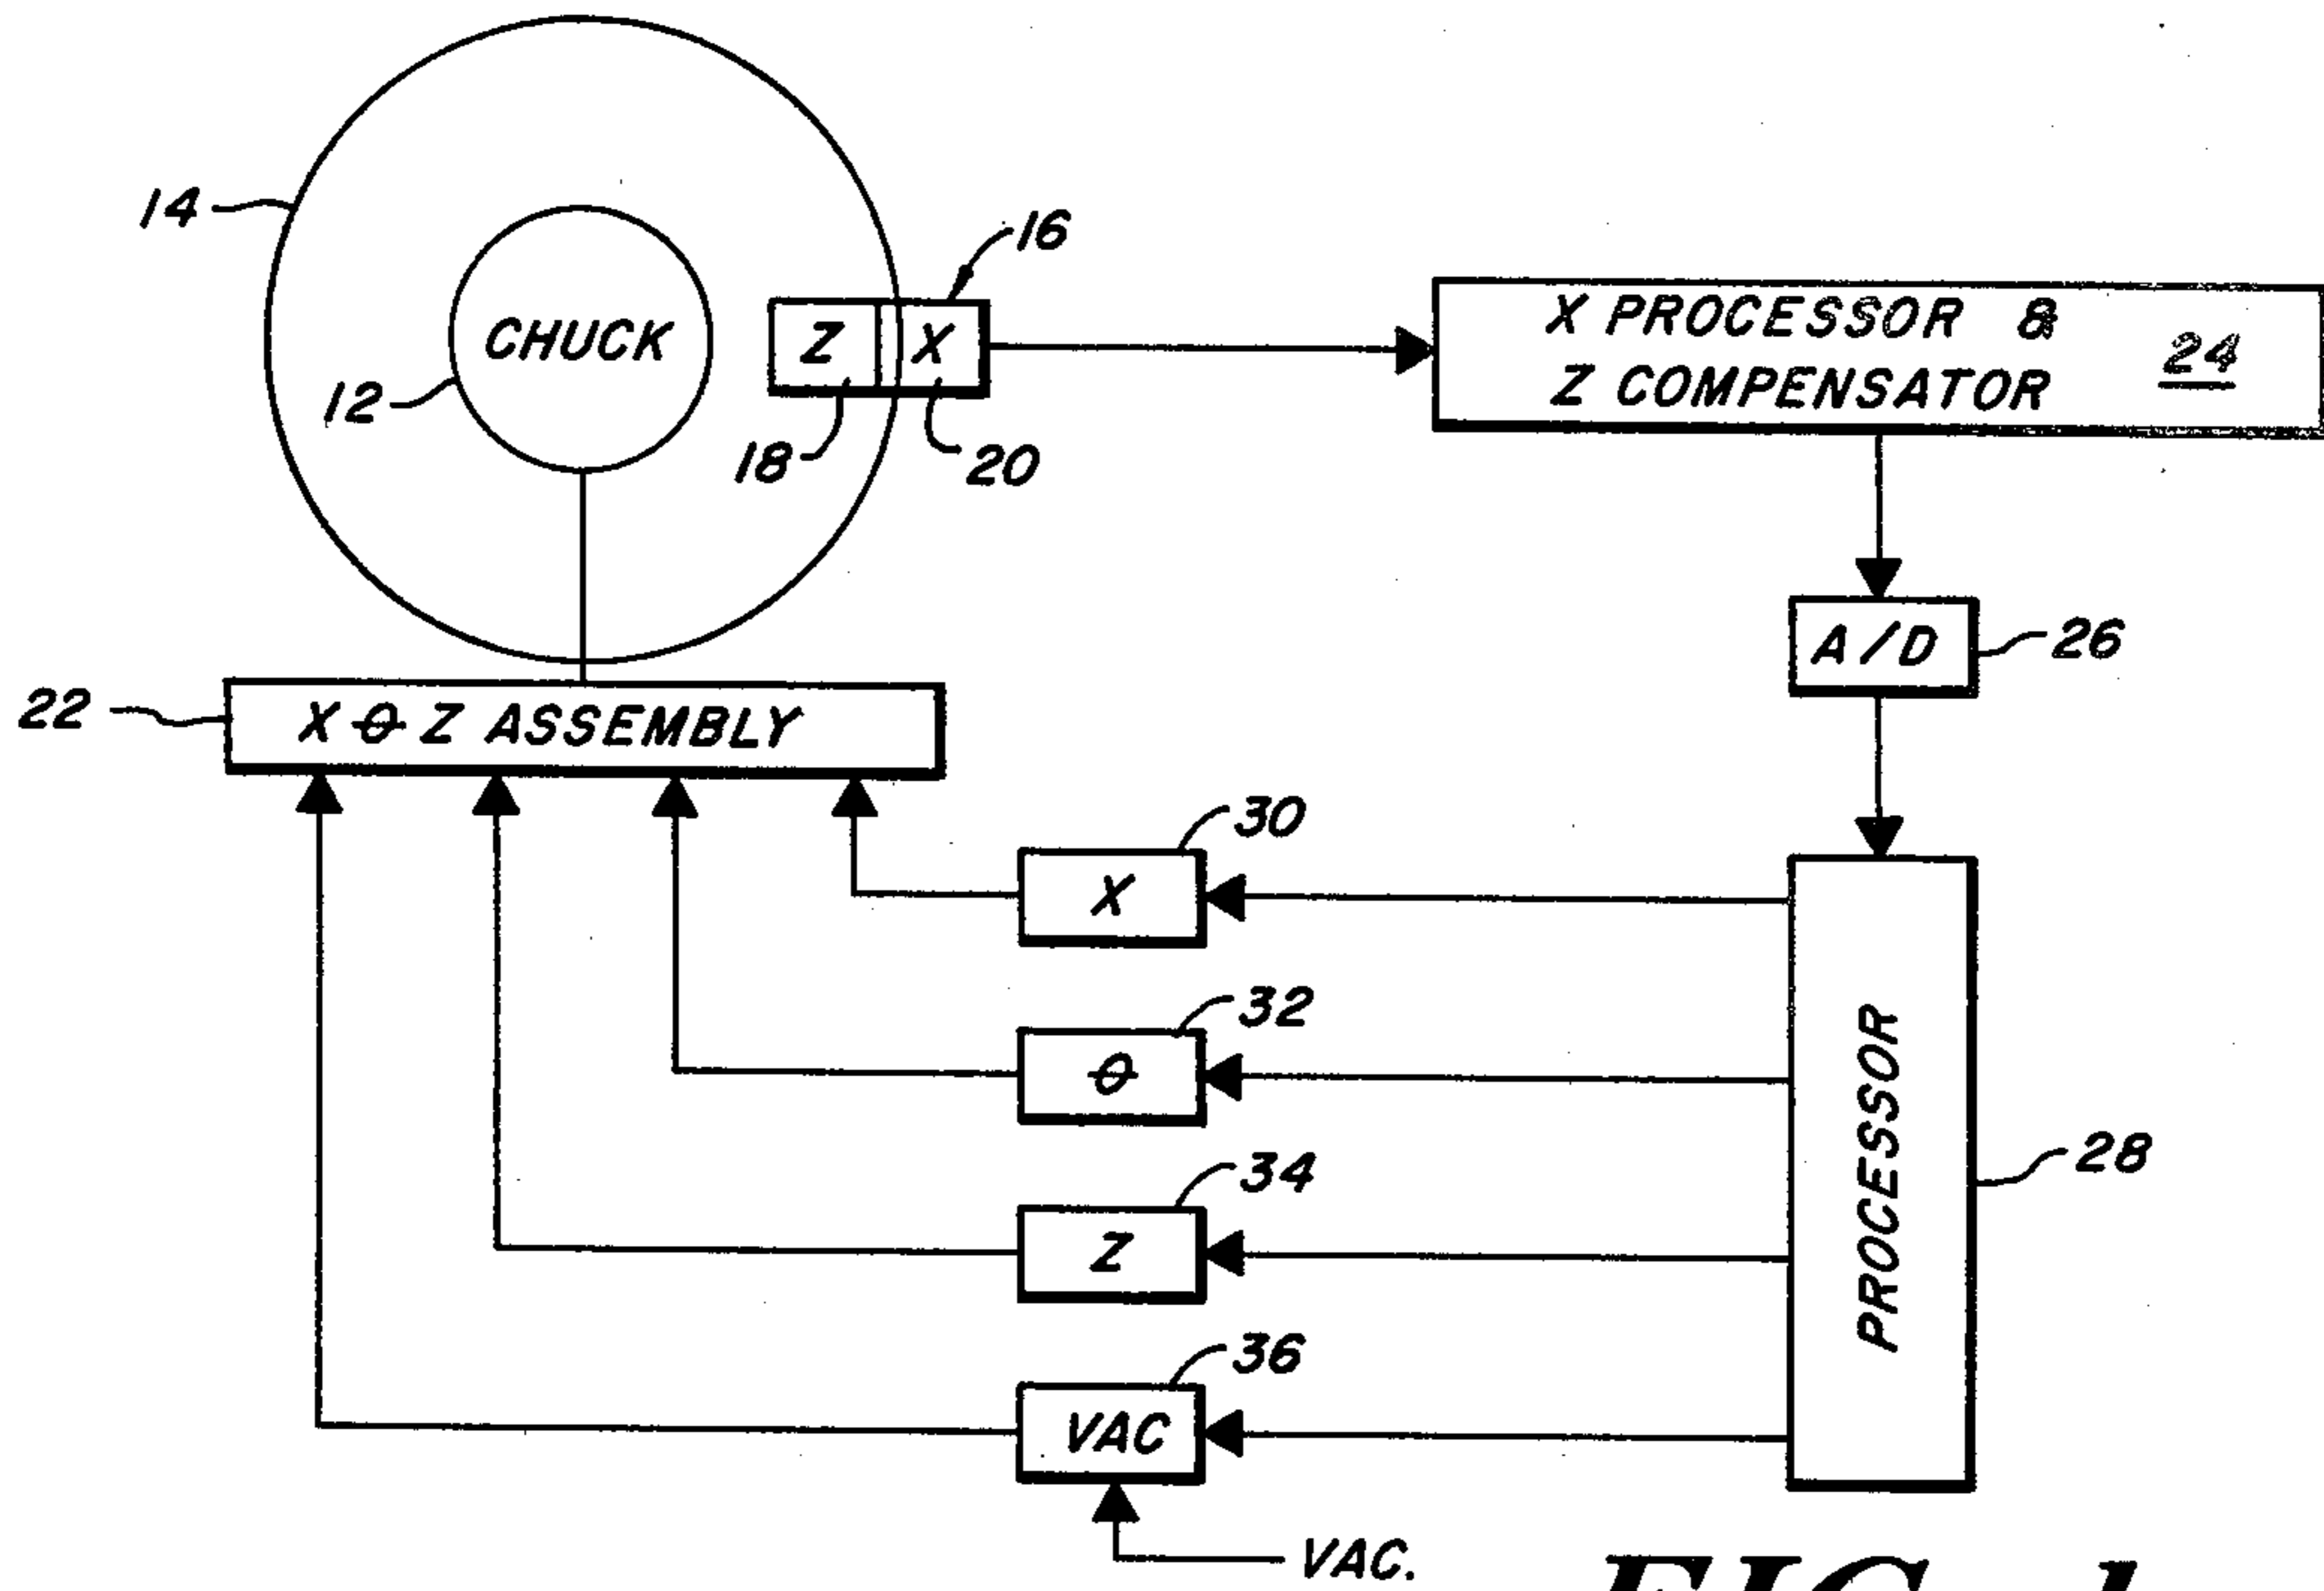 14
CHUCK
12
16
Z X
18
20
X PROCESSOR &
Z COMPENSATOR
24
A/D
26
22
X θ Z ASSEMBLY
30
X
32
θ
34
Z
36
VAC
VAC.
PROCESSOR
28